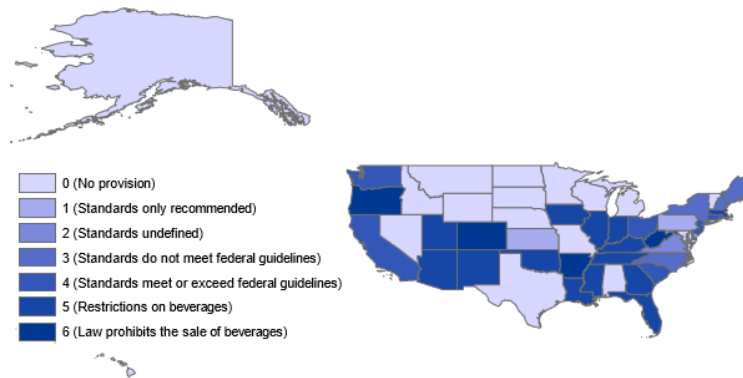 0 (No provision)
1 (Standards only recommended)
2 (Standards undefined)
3 (Standards do not meet federal guidelines)
4 (Standards meet or exceed federal guidelines)
5 (Restrictions on beverages)
6 (Law prohibits the sale of beverages)